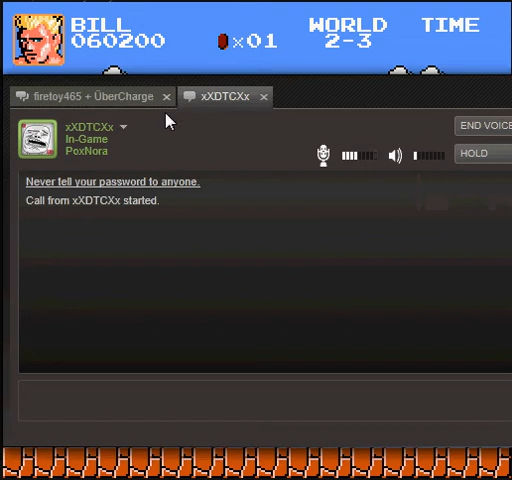 BILL
WORLD
TIME
060200
×01
2-3
firetoy465 + ÜberCharge
xXDTCXx
xXDTCXx
In-Game
PoxNora
END VOICE
HOLD
Never tell your password to anyone.
Call from xXDTCXx started.